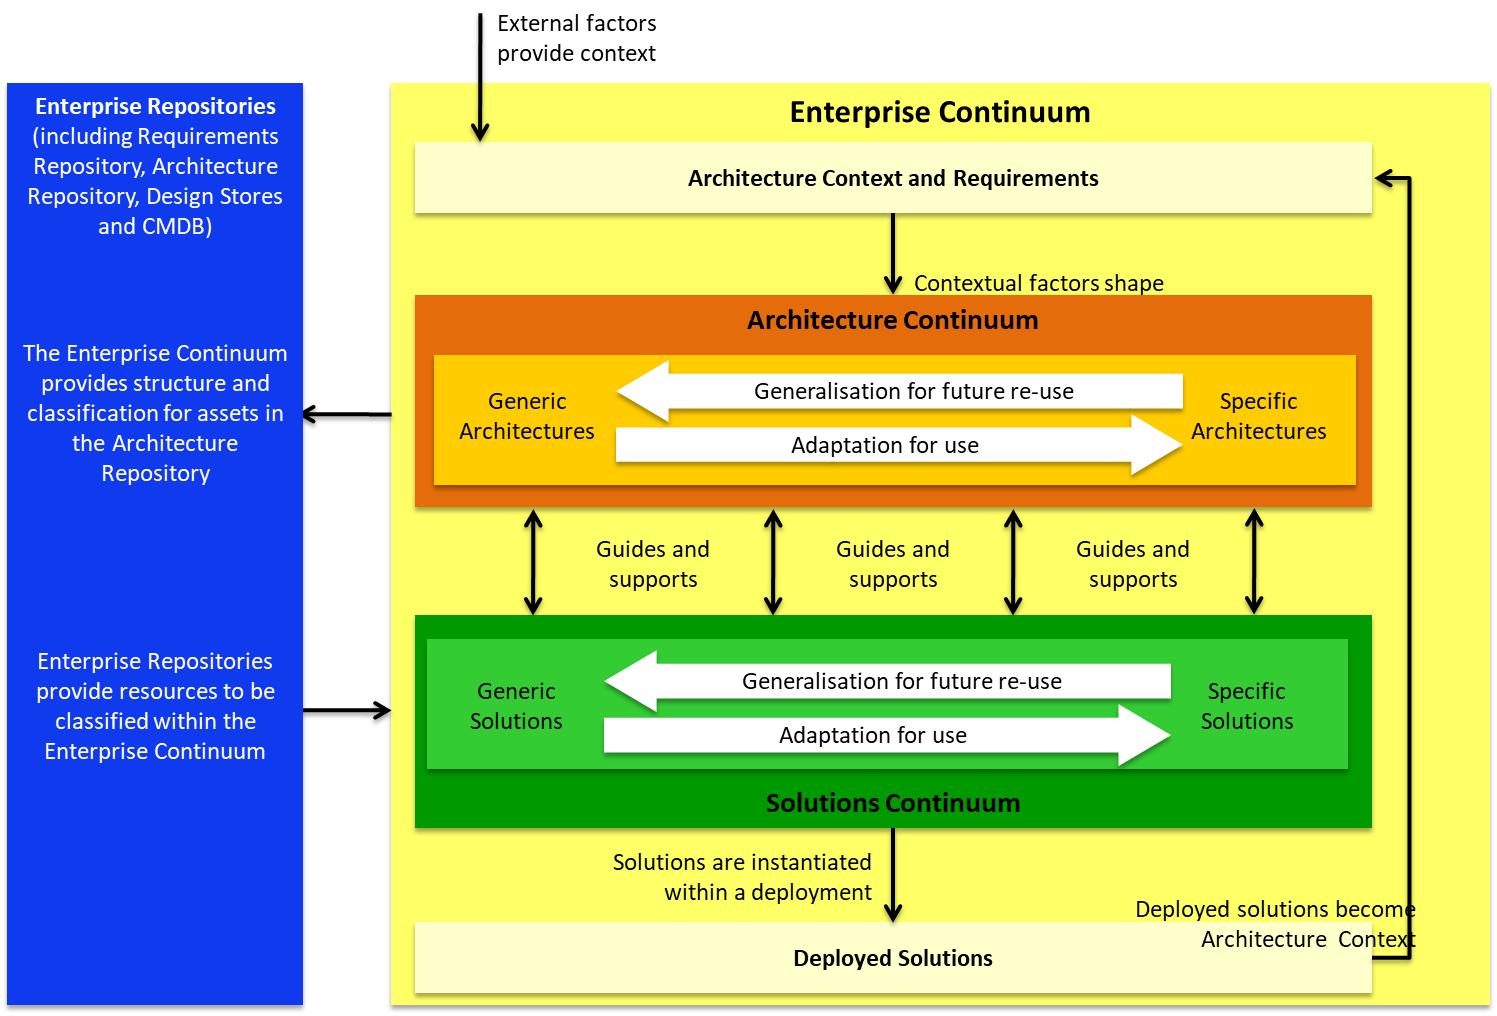 External factors
provide context
Enterprise Repositories
(including Requirements
Repository, Architecture
Repository, Design Stores
and CMDB)
The Enterprise Continuum
provides structure and
classification for assets in
the Architecture
Repository
Enterprise Repositories
provide resources to be
classified within the
Enterprise Continuum
Enterprise Continuum
Architecture Context and Requirements
Contextual factors shape
Architecture Continuum
Generic
Architectures
Generalisation for future re-use
Adaptation for use
Specific
Architectures
Guides and
supports
Guides and
supports
Guides and
supports
Generic
Solutions
Generalisation for future re-use
Adaptation for use
Specific
Solutions
Solutions Continuum
Solutions are instantiated
within a deployment
Deployed solutions become
Architecture Context
Deployed Solutions